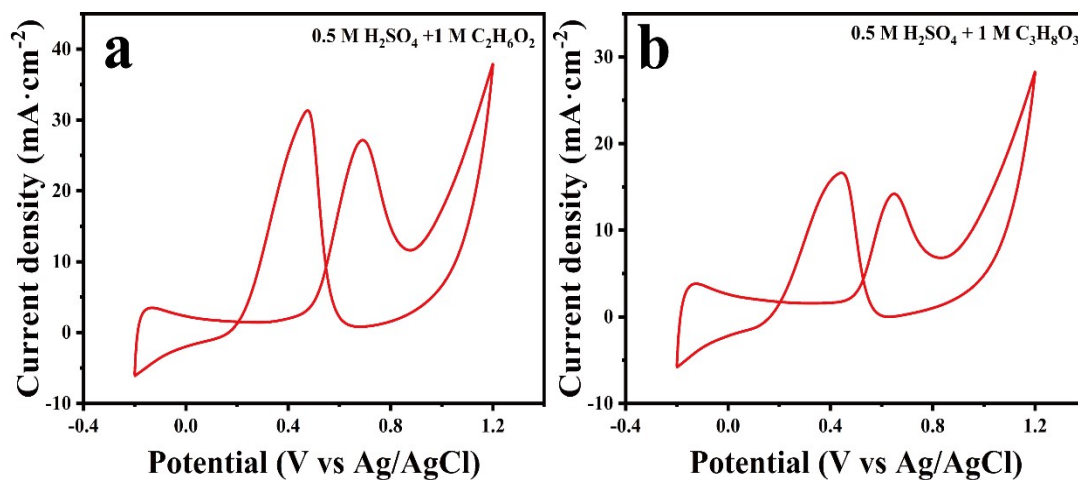 a
0.5 M H₂SO₄ +1 M C₂H₆O₂
Current density (mA·cm⁻²)
40
30
20
10
0
-10
-0.4
0.0
0.4
0.8
1.2
Potential (V vs Ag/AgCl)
b
0.5 M H₂SO₄ + 1 M C₃H₈O₃
Current density (mA·cm⁻²)
30
20
10
0
-10
-0.4
0.0
0.4
0.8
1.2
Potential (V vs Ag/AgCl)